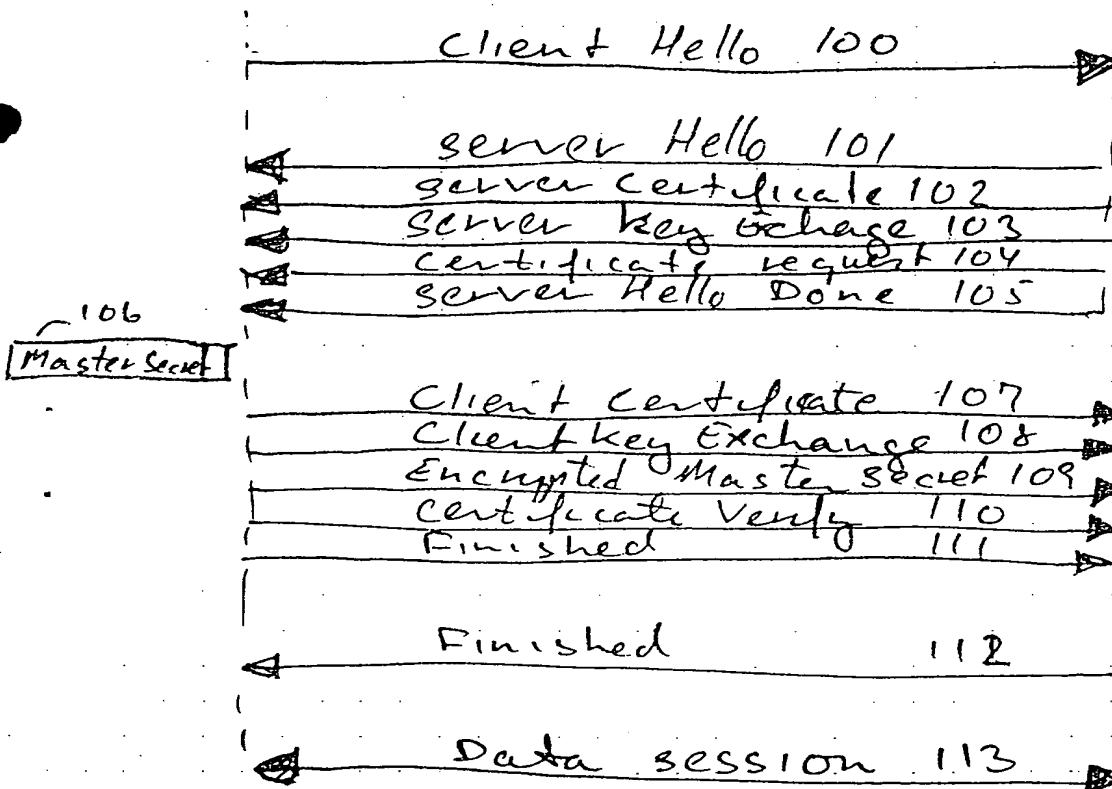 Client Hello 100
server Hello 101
server Certificate 102
server key Exchage 103
Certificate request 104
server Hello Done 105
106
Master Secret
Client Certificate 107
Client key Exchange 108
Encrypted Master Secret 109
Certificate Verify 110
Finished 111
Finished 112
Data session 113